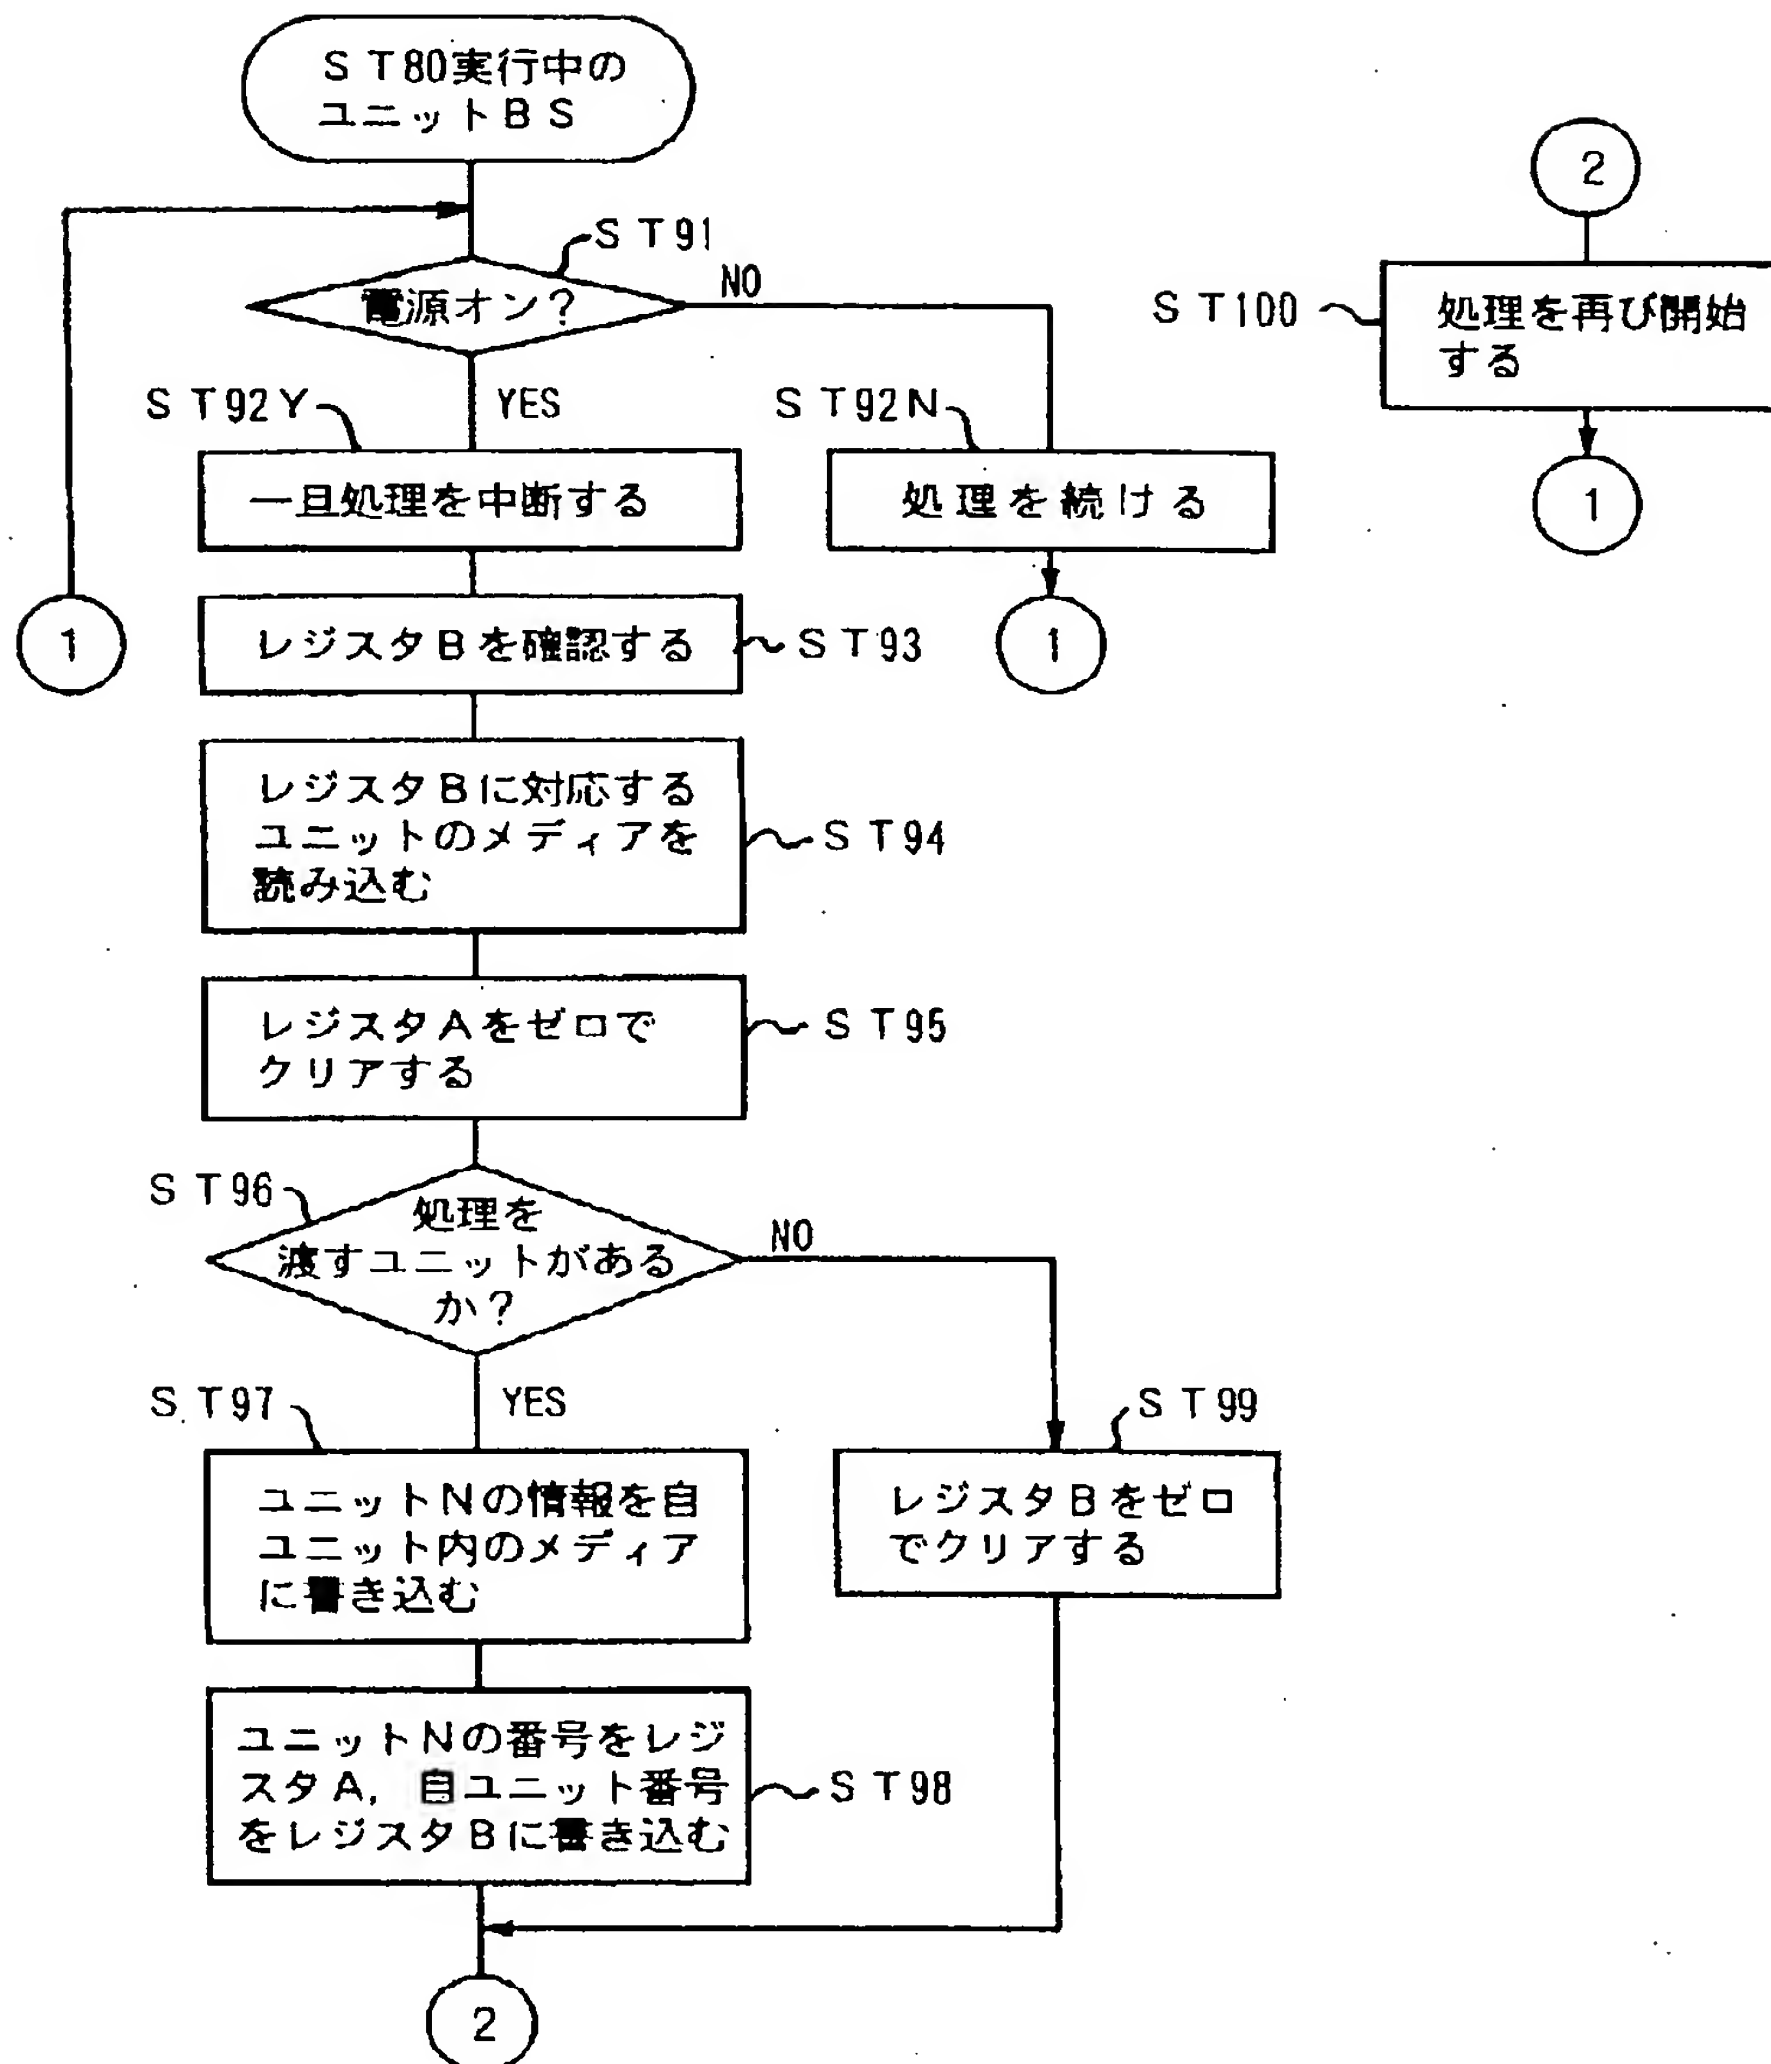 ST80実行中の
ユニットBS
ST91
電源オン?
NO
YES
ST92Y
一旦処理を中断する
ST92N
処理を続ける
1
1
レジスタBを確認する
ST93
レジスタBに対応する
ユニットのメディアを
読み込む
ST94
レジスタAをゼロで
クリアする
ST95
ST96
処理を
渡すユニットがある
か?
NO
YES
ST97
ユニットNの情報を自
ユニット内のメディア
に書き込む
ST99
レジスタBをゼロ
でクリアする
ユニットNの番号をレジ
スタA, 自ユニット番号
をレジスタBに書き込む
ST98
2
2
ST100
処理を再び開始
する
1